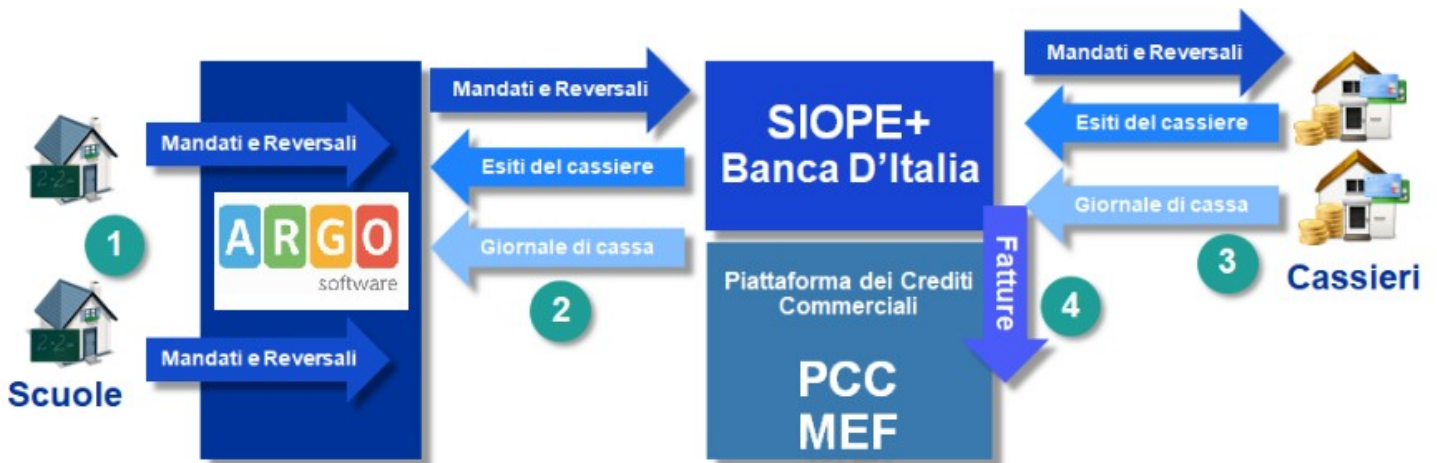 Scuole
1
Mandati e Reversali
ARGO
software
Mandati e Reversali
Mandati e Reversali
Esiti del cassiere
Giornale di cassa
2
SIOPE+
Banca D'Italia
Piattaforma dei Crediti
Commerciali
PCC
MEF
Fatture
4
Mandati e Reversali
Esiti del cassiere
Giornale di cassa
3
Cassieri